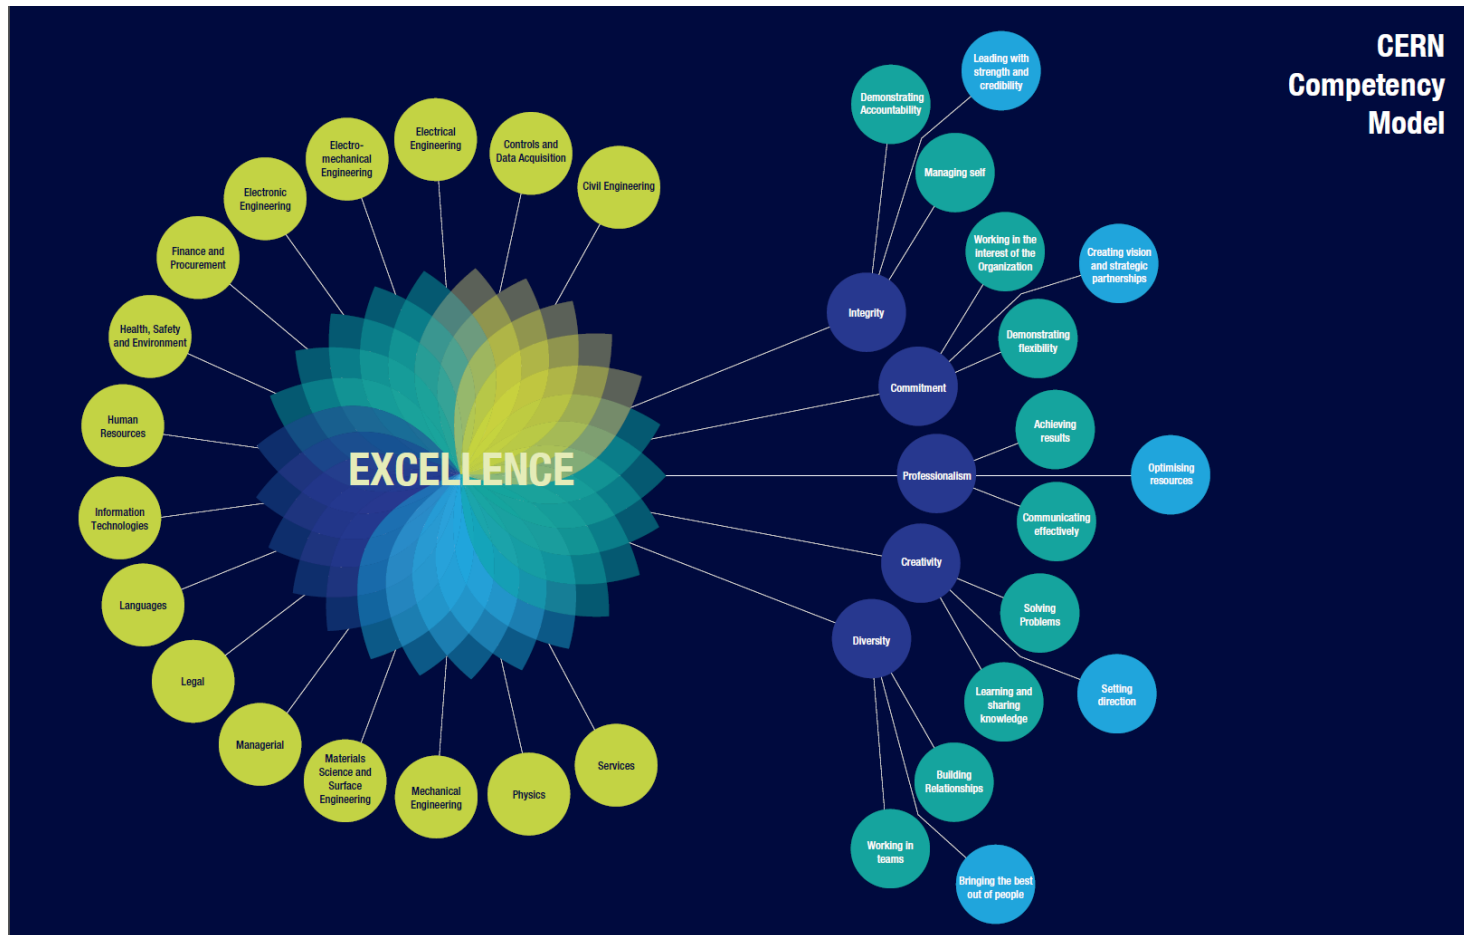 CERN
Competency
Model
EXCELLENCE
Civil Engineering
Controls and
Data Acquisition
Electrical
Engineering
Electro-
mechanical
Engineering
Electronic
Engineering
Finance and
Procurement
Health, Safety
and Environment
Human
Resources
Information
Technologies
Languages
Legal
Managerial
Materials
Science and
Surface
Engineering
Mechanical
Engineering
Physics
Services
Integrity
Demonstrating
Accountability
Leading with
strength and
credibility
Managing self
Commitment
Working in the
interest of the
Organization
Creating vision
and strategic
partnerships
Demonstrating
flexibility
Professionalism
Achieving
results
Optimising
resources
Communicating
effectively
Creativity
Solving
Problems
Setting
direction
Learning and
sharing
knowledge
Diversity
Building
Relationships
Bringing the best
out of people
Working in
teams